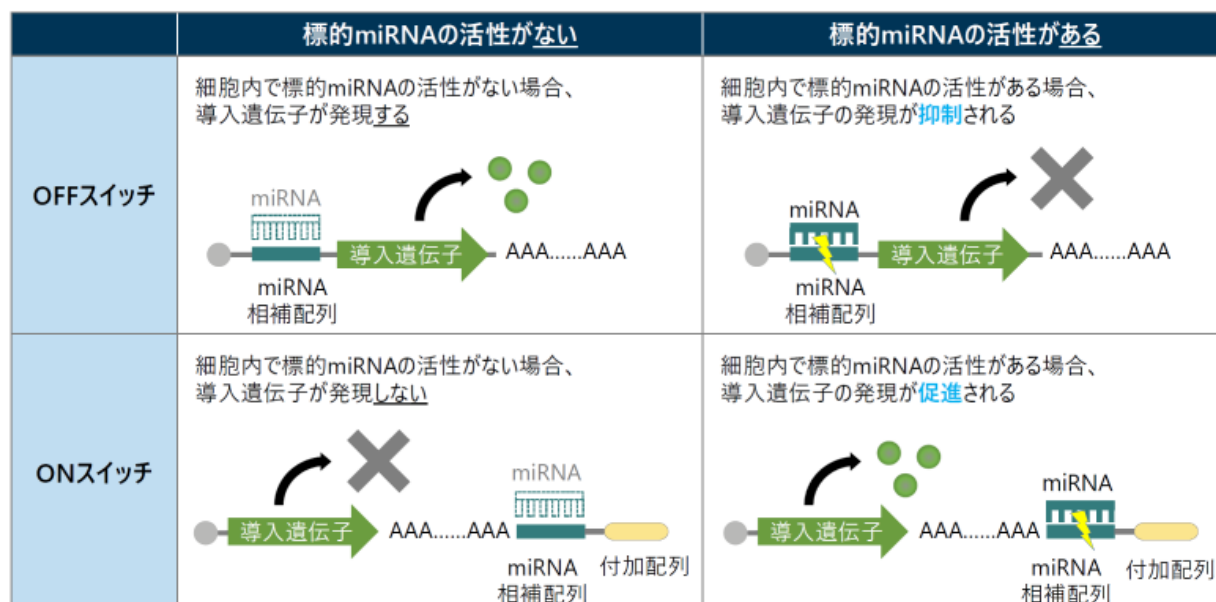 標的miRNAの活性がない
標的miRNAの活性がある
OFFスイッチ
細胞内で標的miRNAの活性がない場合、
導入遺伝子が発現する
miRNA
導入遺伝子
AAA......AAA
miRNA
相補配列
細胞内で標的miRNAの活性がある場合、
導入遺伝子の発現が抑制される
miRNA
導入遺伝子
AAA......AAA
miRNA
相補配列
ONスイッチ
細胞内で標的miRNAの活性がない場合、
導入遺伝子が発現しない
miRNA
導入遺伝子
AAA......AAA
miRNA
相補配列
付加配列
細胞内で標的miRNAの活性がある場合、
導入遺伝子の発現が促進される
miRNA
導入遺伝子
AAA......AAA
miRNA
相補配列
付加配列